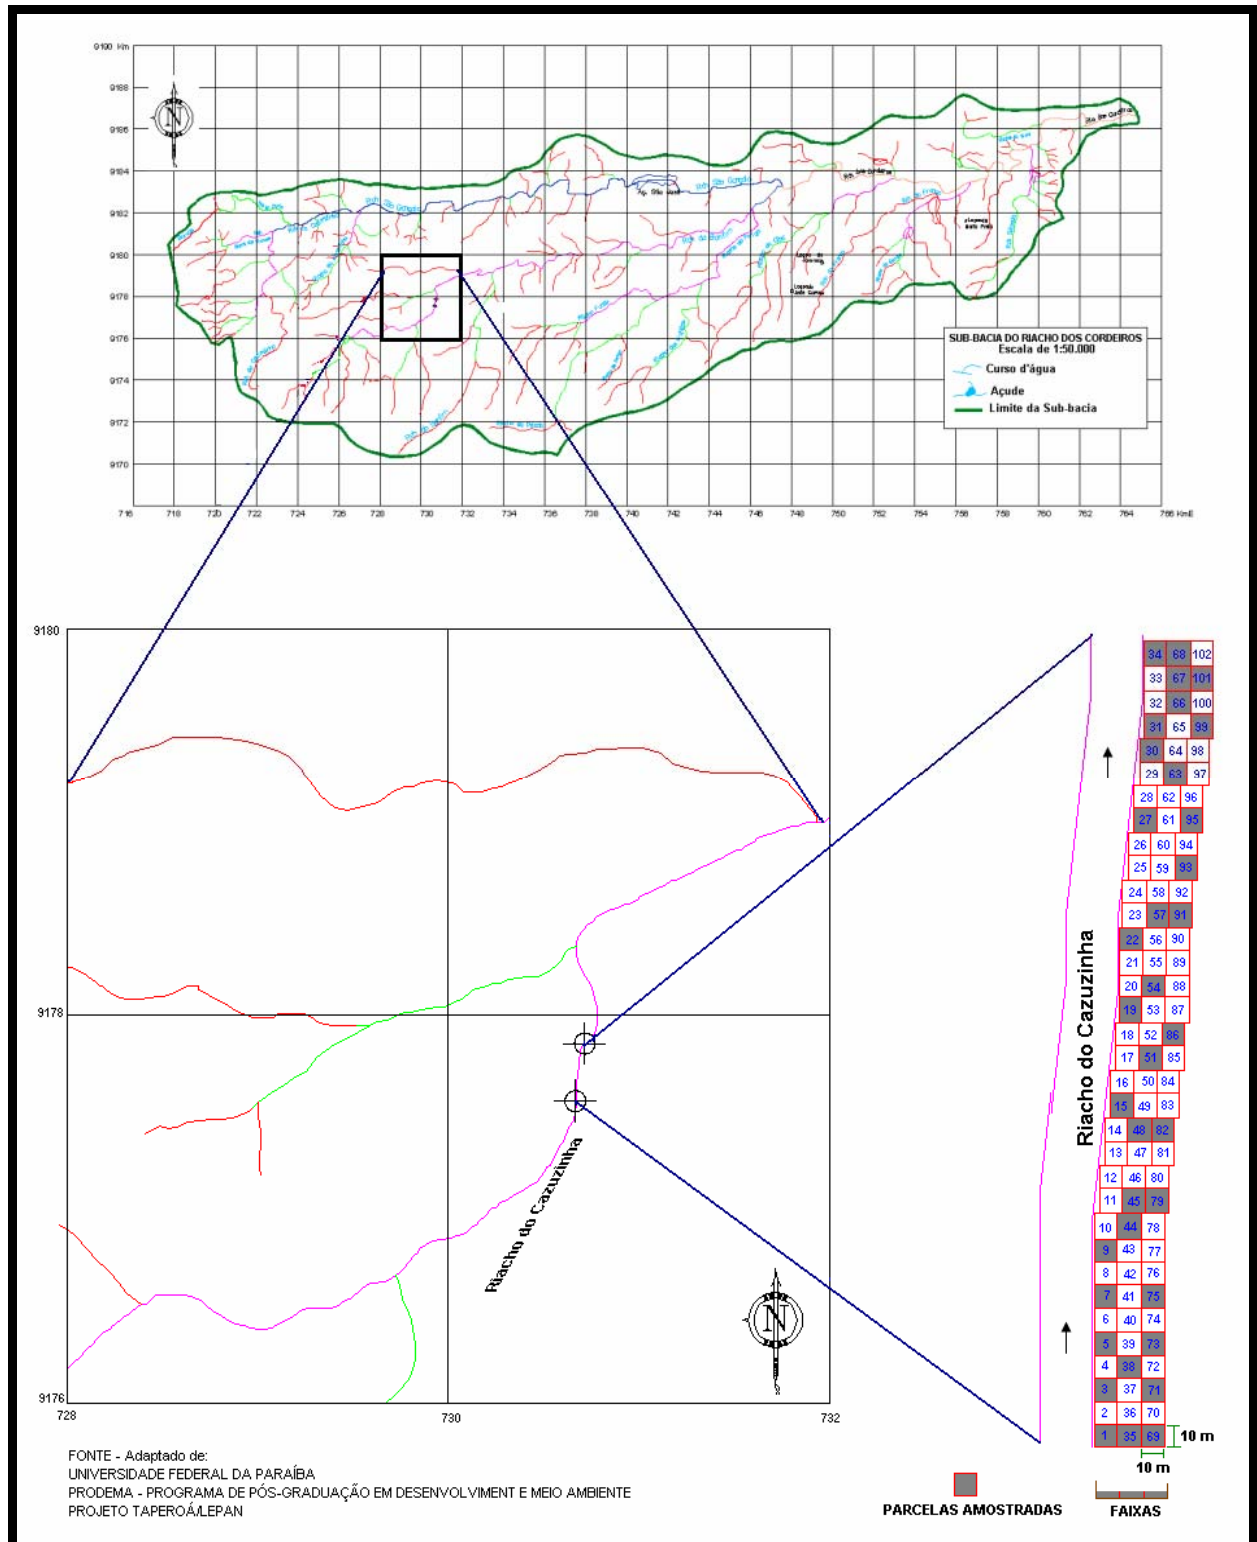 9190 Km
9188
9186
9184
9182
9180
9178
9176
9174
9172
9170
716 718 720 722 724 726 728 730 732 734 736 738 740 742 744 746 748 750 752 754 756 758 760 762 764 766 KmE
N
SUB-BACIA DO RIACHO DOS CORDEIROS
Escala de 1:50.000
Curso d'água
Açude
Limite da Sub-bacia
9180
9178
9176
728 730 732
Riacho do Cazuzinha
N
Riacho do Cazuzinha
34 68 102
33 67 101
32 66 100
31 65 99
30 64 98
29 63 97
28 62 96
27 61 95
26 60 94
25 59 93
24 58 92
23 57 91
22 56 90
21 55 89
20 54 88
19 53 87
18 52 86
17 51 85
16 50 84
15 49 83
14 48 82
13 47 81
12 46 80
11 45 79
10 44 78
9 43 77
8 42 76
7 41 75
6 40 74
5 39 73
4 38 72
3 37 71
2 36 70
1 35 69
10 m
10 m
PARCELAS AMOSTRADAS
FAIXAS
FONTE - Adaptado de:
UNIVERSIDADE FEDERAL DA PARAÍBA
PRODEMA - PROGRAMA DE PÓS-GRADUAÇÃO EM DESENVOLVIMENT E MEIO AMBIENTE
PROJETO TAPEROÁ/LEPAN